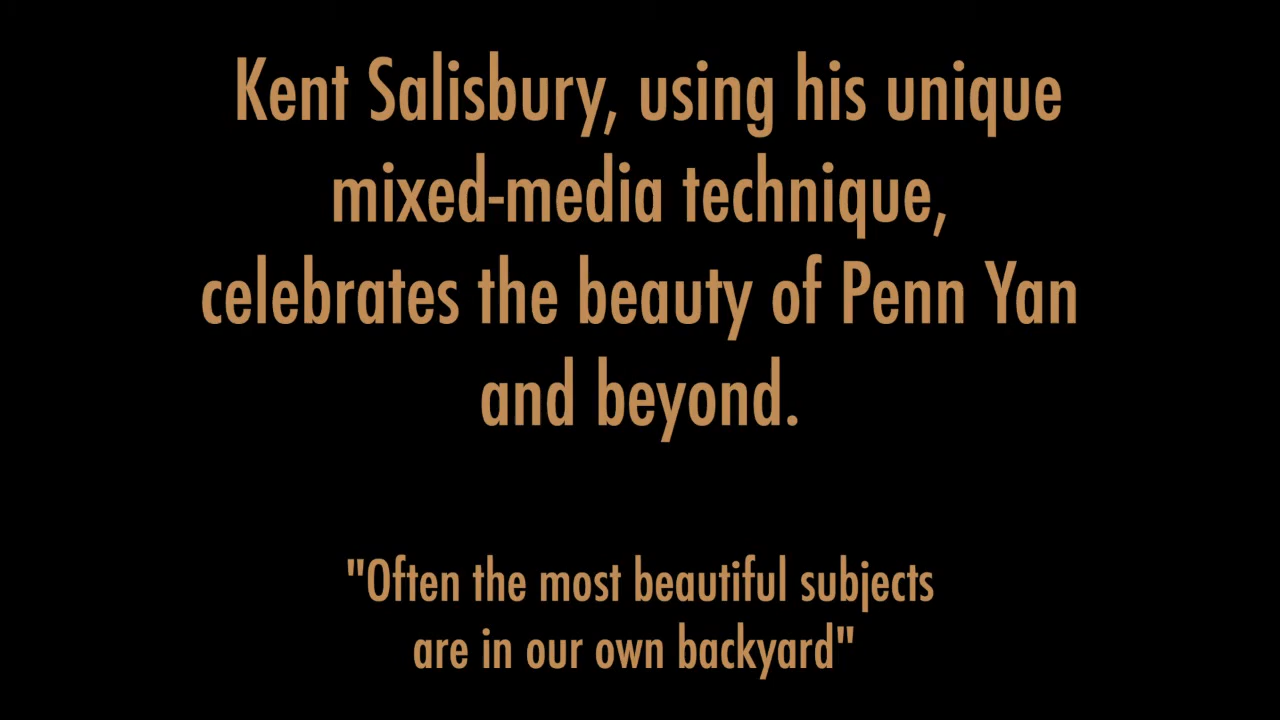 Kent Salisbury, using his unique
mixed-media technique,
celebrates the beauty of Penn Yan
and beyond.
"Often the most beautiful subjects
are in our own backyard"